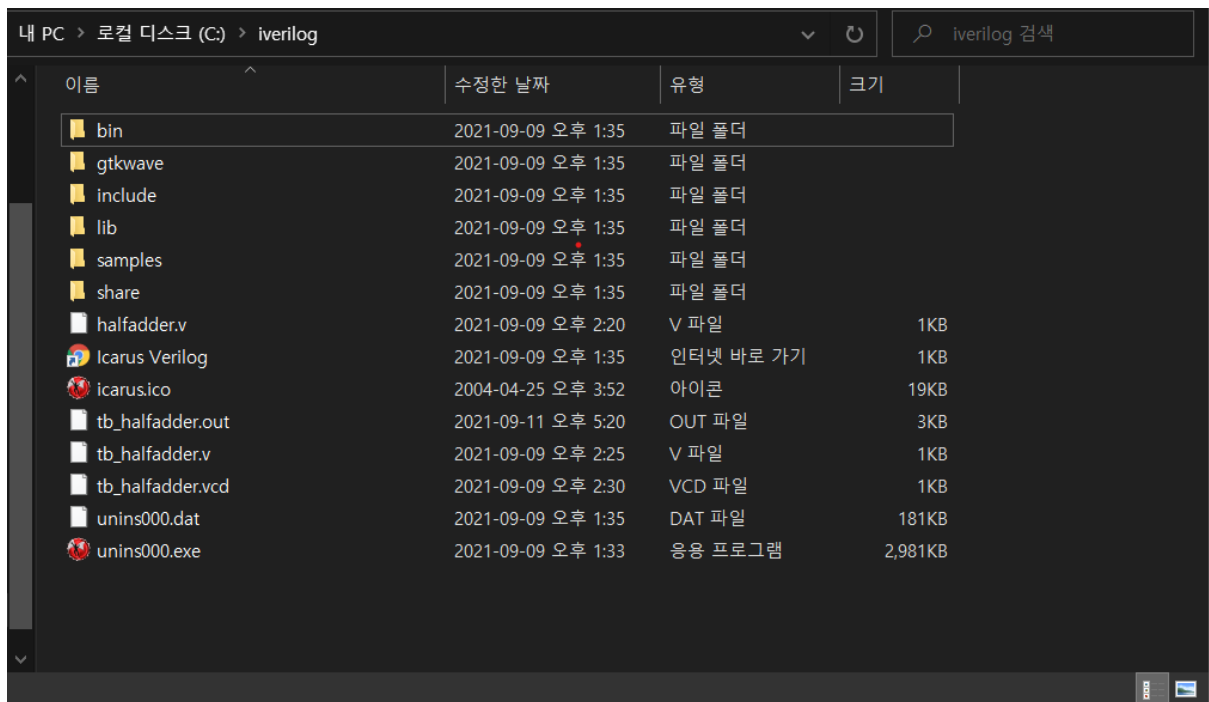 내 PC > 로컬 디스크 (C:) > iverilog iverilog 검색
이름 수정한 날짜 유형 크기
bin 2021-09-09 오후 1:35 파일 폴더
gtkwave 2021-09-09 오후 1:35 파일 폴더
include 2021-09-09 오후 1:35 파일 폴더
lib 2021-09-09 오후 1:35 파일 폴더
samples 2021-09-09 오후 1:35 파일 폴더
share 2021-09-09 오후 1:35 파일 폴더
halfadder.v 2021-09-09 오후 2:20 V 파일 1KB
Icarus Verilog 2021-09-09 오후 1:35 인터넷 바로 가기 1KB
icarus.ico 2004-04-25 오후 3:52 아이콘 19KB
tb_halfadder.out 2021-09-11 오후 5:20 OUT 파일 3KB
tb_halfadder.v 2021-09-09 오후 2:25 V 파일 1KB
tb_halfadder.vcd 2021-09-09 오후 2:30 VCD 파일 1KB
unins000.dat 2021-09-09 오후 1:35 DAT 파일 181KB
unins000.exe 2021-09-09 오후 1:33 응용 프로그램 2,981KB